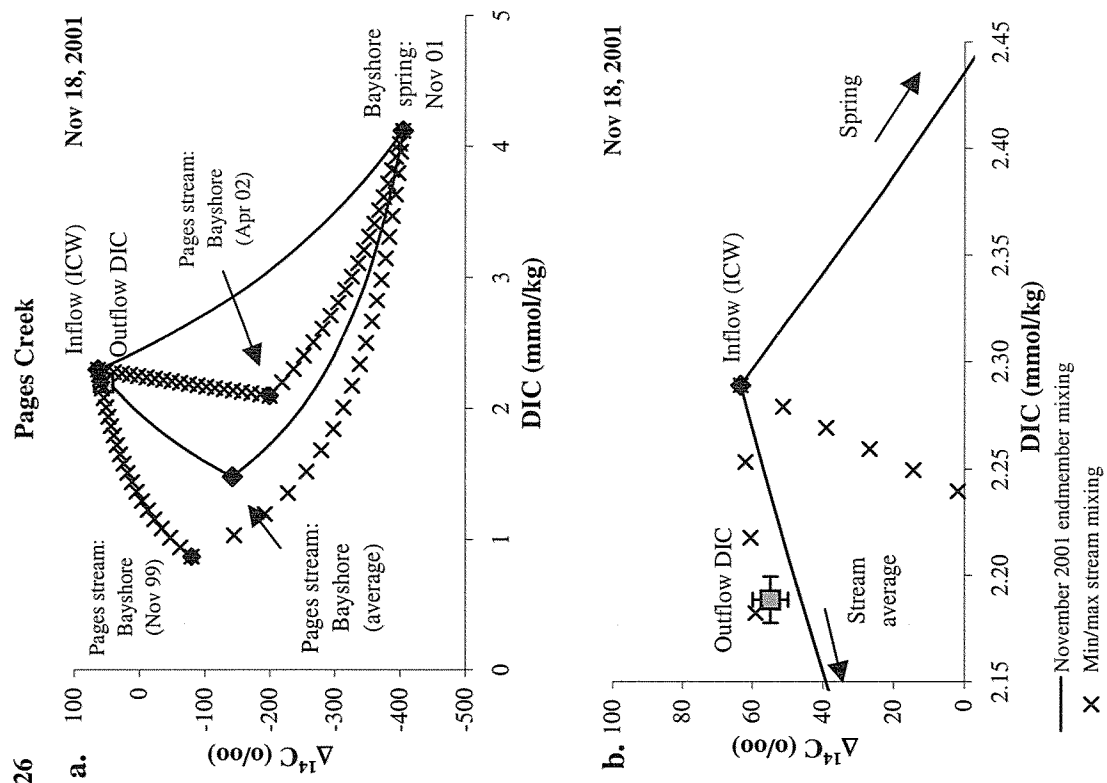 26
Pages Creek
a.
Nov 18, 2001
Inflow (ICW)
Outflow DIC
Pages stream:
Bayshore
(Nov 99)
Pages stream:
Bayshore
(Apr 02)
Pages stream:
Bayshore
(average)
Bayshore
spring:
Nov 01
Δ¹⁴C (o/oo)
100
0
-100
-200
-300
-400
-500
0
1
2
3
4
5
DIC (mmol/kg)
b.
Nov 18, 2001
Inflow (ICW)
Outflow DIC
Spring
Stream
average
Δ¹⁴C (o/oo)
100
80
60
40
20
0
2.15
2.20
2.25
2.30
2.35
2.40
2.45
DIC (mmol/kg)
November 2001 endmember mixing
Min/max stream mixing